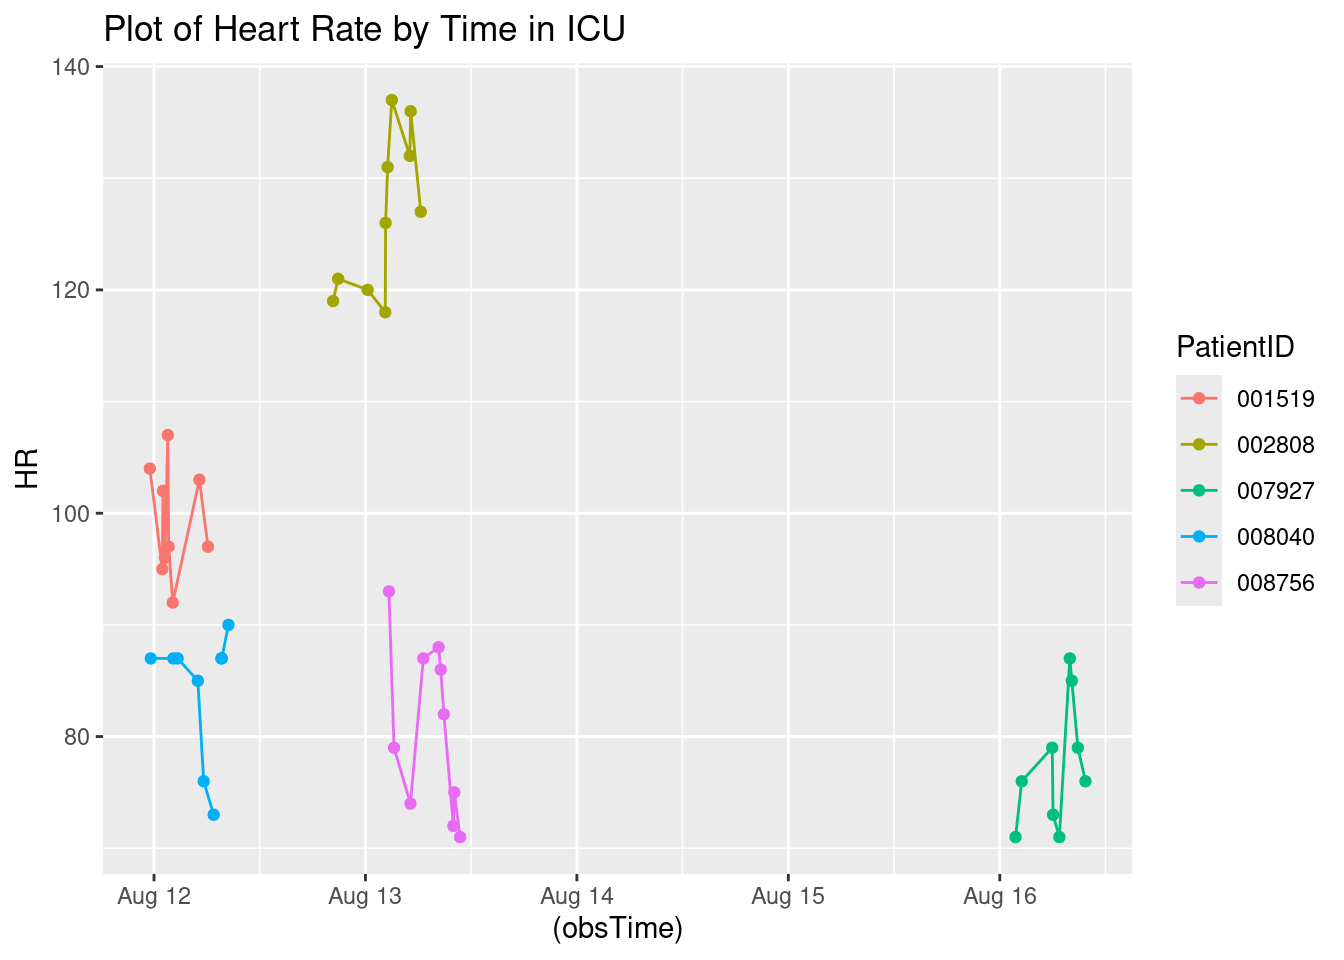 Plot of Heart Rate by Time in ICU
140
120
100
80
HR
Aug 12
Aug 13
Aug 14
Aug 15
Aug 16
(obsTime)
PatientID
001519
002808
007927
008040
008756